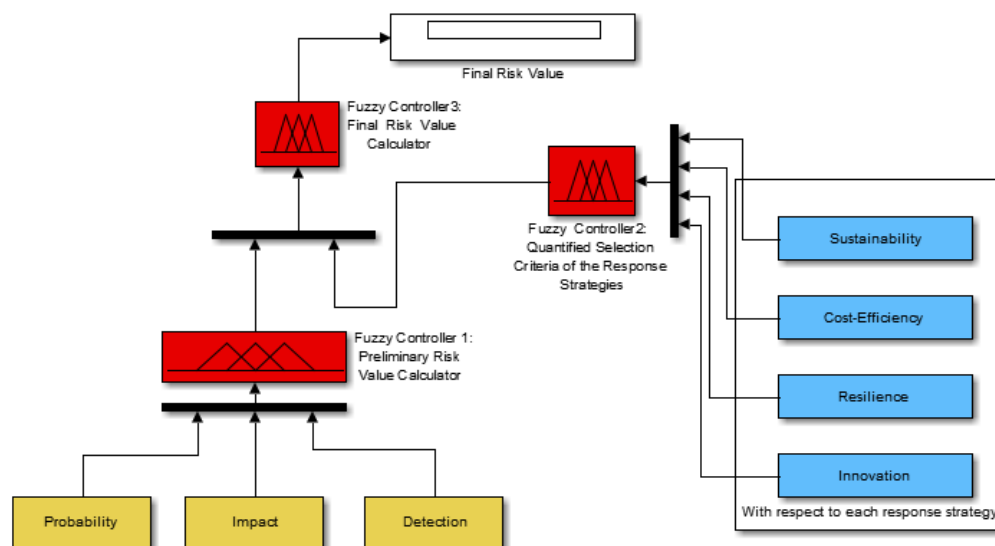 Final Risk Value
Fuzzy Controller3:
Final Risk Value
Calculator
Fuzzy Controller2:
Quantified Selection
Criteria of the Response
Strategies
Sustainability
Cost-Efficiency
Resilience
Innovation
With respect to each response strategy
Fuzzy Controller 1:
Preliminary Risk
Value Calculator
Probability
Impact
Detection